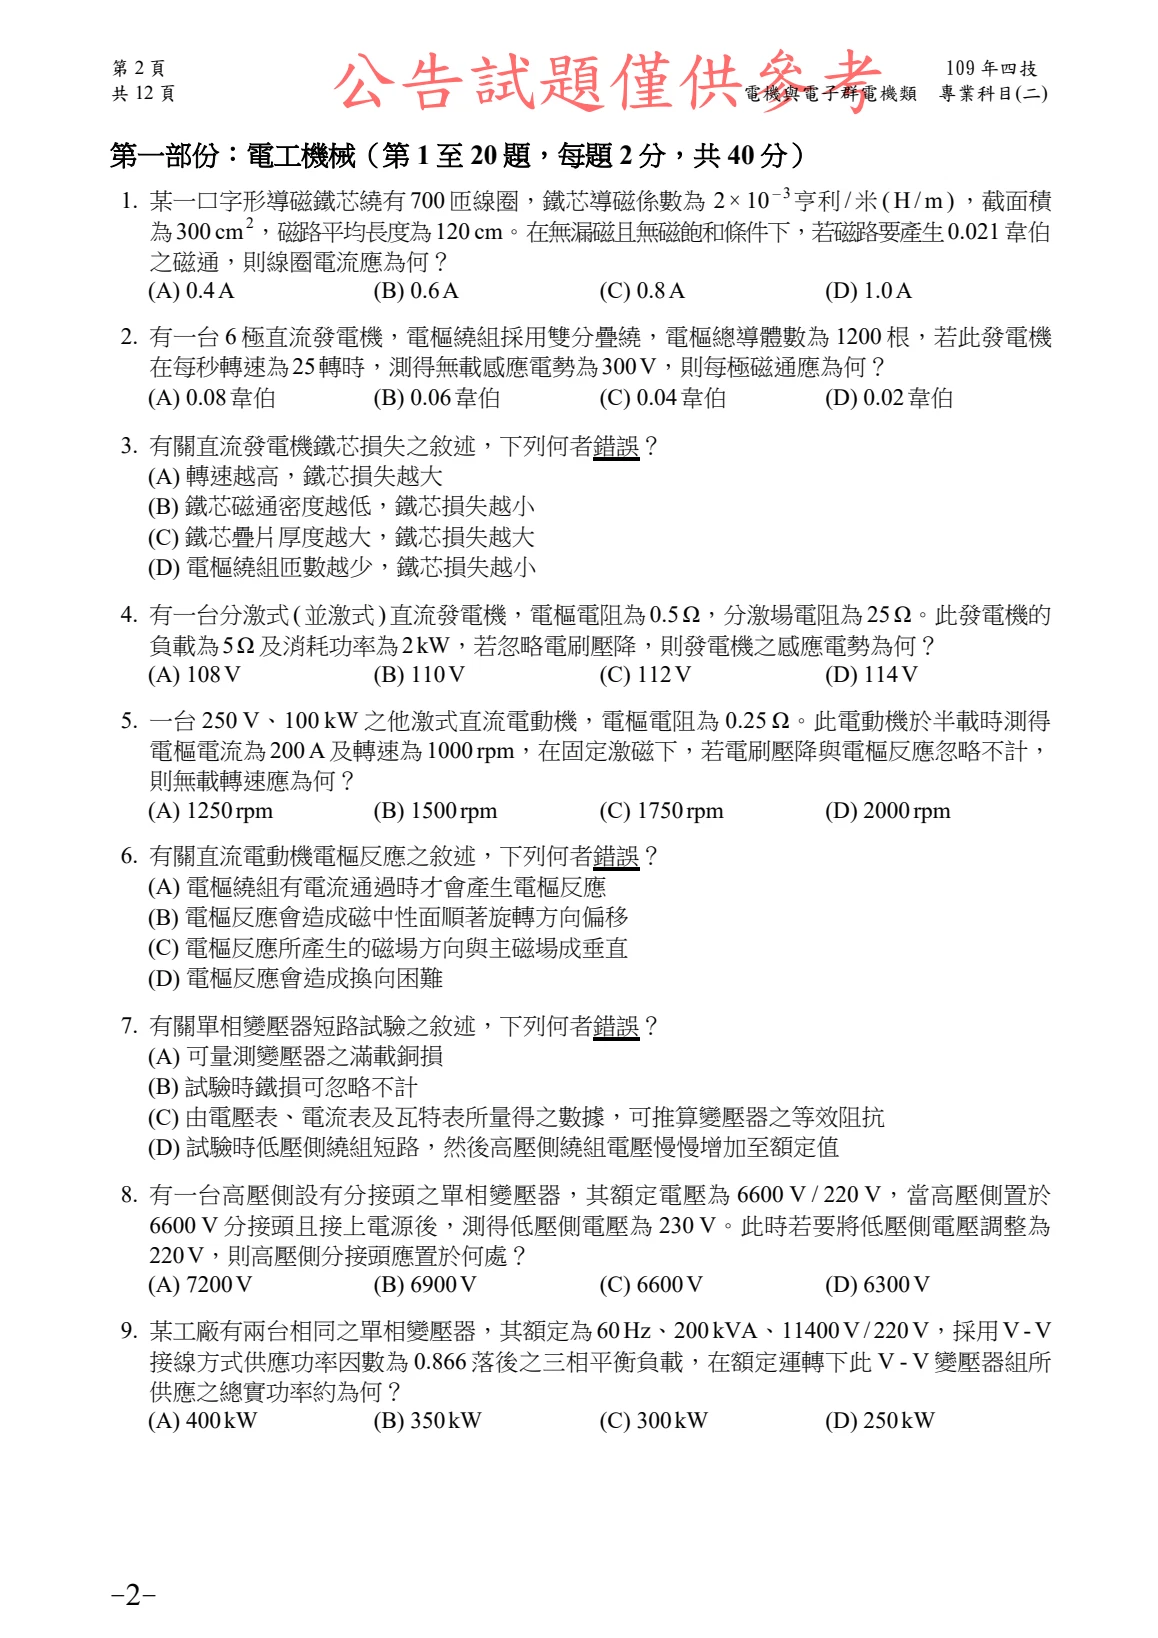 第 2 頁
共 12 頁
公告試題僅供參考
109 年四技
電機與電子群電機類 專業科目(二)
第一部份：電工機械（第 1 至 20 題，每題 2 分，共 40 分）
1. 某一口字形導磁鐵芯繞有 700 匝線圈，鐵芯導磁係數為 2 × 10⁻³ 亨利 / 米 ( H / m )，截面積
為 300 cm²，磁路平均長度為 120 cm。在無漏磁且無磁飽和條件下，若磁路要產生 0.021 韋伯
之磁通，則線圈電流應為何？
(A) 0.4 A (B) 0.6 A (C) 0.8 A (D) 1.0 A
2. 有一台 6 極直流發電機，電樞繞組採用雙分疊繞，電樞總導體數為 1200 根，若此發電機
在每秒轉速為 25 轉時，測得無載感應電勢為 300 V，則每極磁通應為何？
(A) 0.08 韋伯 (B) 0.06 韋伯 (C) 0.04 韋伯 (D) 0.02 韋伯
3. 有關直流發電機鐵芯損失之敘述，下列何者錯誤？
(A) 轉速越高，鐵芯損失越大
(B) 鐵芯磁通密度越低，鐵芯損失越小
(C) 鐵芯疊片厚度越大，鐵芯損失越大
(D) 電樞繞組匝數越少，鐵芯損失越小
4. 有一台分激式 ( 並激式 ) 直流發電機，電樞電阻為 0.5 Ω，分激場電阻為 25 Ω。此發電機的
負載為 5 Ω 及消耗功率為 2 kW，若忽略電刷壓降，則發電機之感應電勢為何？
(A) 108 V (B) 110 V (C) 112 V (D) 114 V
5. 一台 250 V、100 kW 之他激式直流電動機，電樞電阻為 0.25 Ω。此電動機於半載時測得
電樞電流為 200 A 及轉速為 1000 rpm，在固定激磁下，若電刷壓降與電樞反應忽略不計，
則無載轉速應為何？
(A) 1250 rpm (B) 1500 rpm (C) 1750 rpm (D) 2000 rpm
6. 有關直流電動機電樞反應之敘述，下列何者錯誤？
(A) 電樞繞組有電流通過時才會產生電樞反應
(B) 電樞反應會造成磁中性面順著旋轉方向偏移
(C) 電樞反應所產生的磁場方向與主磁場成垂直
(D) 電樞反應會造成換向困難
7. 有關單相變壓器短路試驗之敘述，下列何者錯誤？
(A) 可量測變壓器之滿載銅損
(B) 試驗時鐵損可忽略不計
(C) 由電壓表、電流表及瓦特表所量得之數據，可推算變壓器之等效阻抗
(D) 試驗時低壓側繞組短路，然後高壓側繞組電壓慢慢增加至額定值
8. 有一台高壓側設有分接頭之單相變壓器，其額定電壓為 6600 V / 220 V，當高壓側置於
6600 V 分接頭且接上電源後，測得低壓側電壓為 230 V。此時若要將低壓側電壓調整為
220 V，則高壓側分接頭應置於何處？
(A) 7200 V (B) 6900 V (C) 6600 V (D) 6300 V
9. 某工廠有兩台相同之單相變壓器，其額定為 60 Hz、200 kVA、11400 V / 220 V，採用 V - V
接線方式供應功率因數為 0.866 落後之三相平衡負載，在額定運轉下此 V - V 變壓器組所
供應之總實功率約為何？
(A) 400 kW (B) 350 kW (C) 300 kW (D) 250 kW
-2-